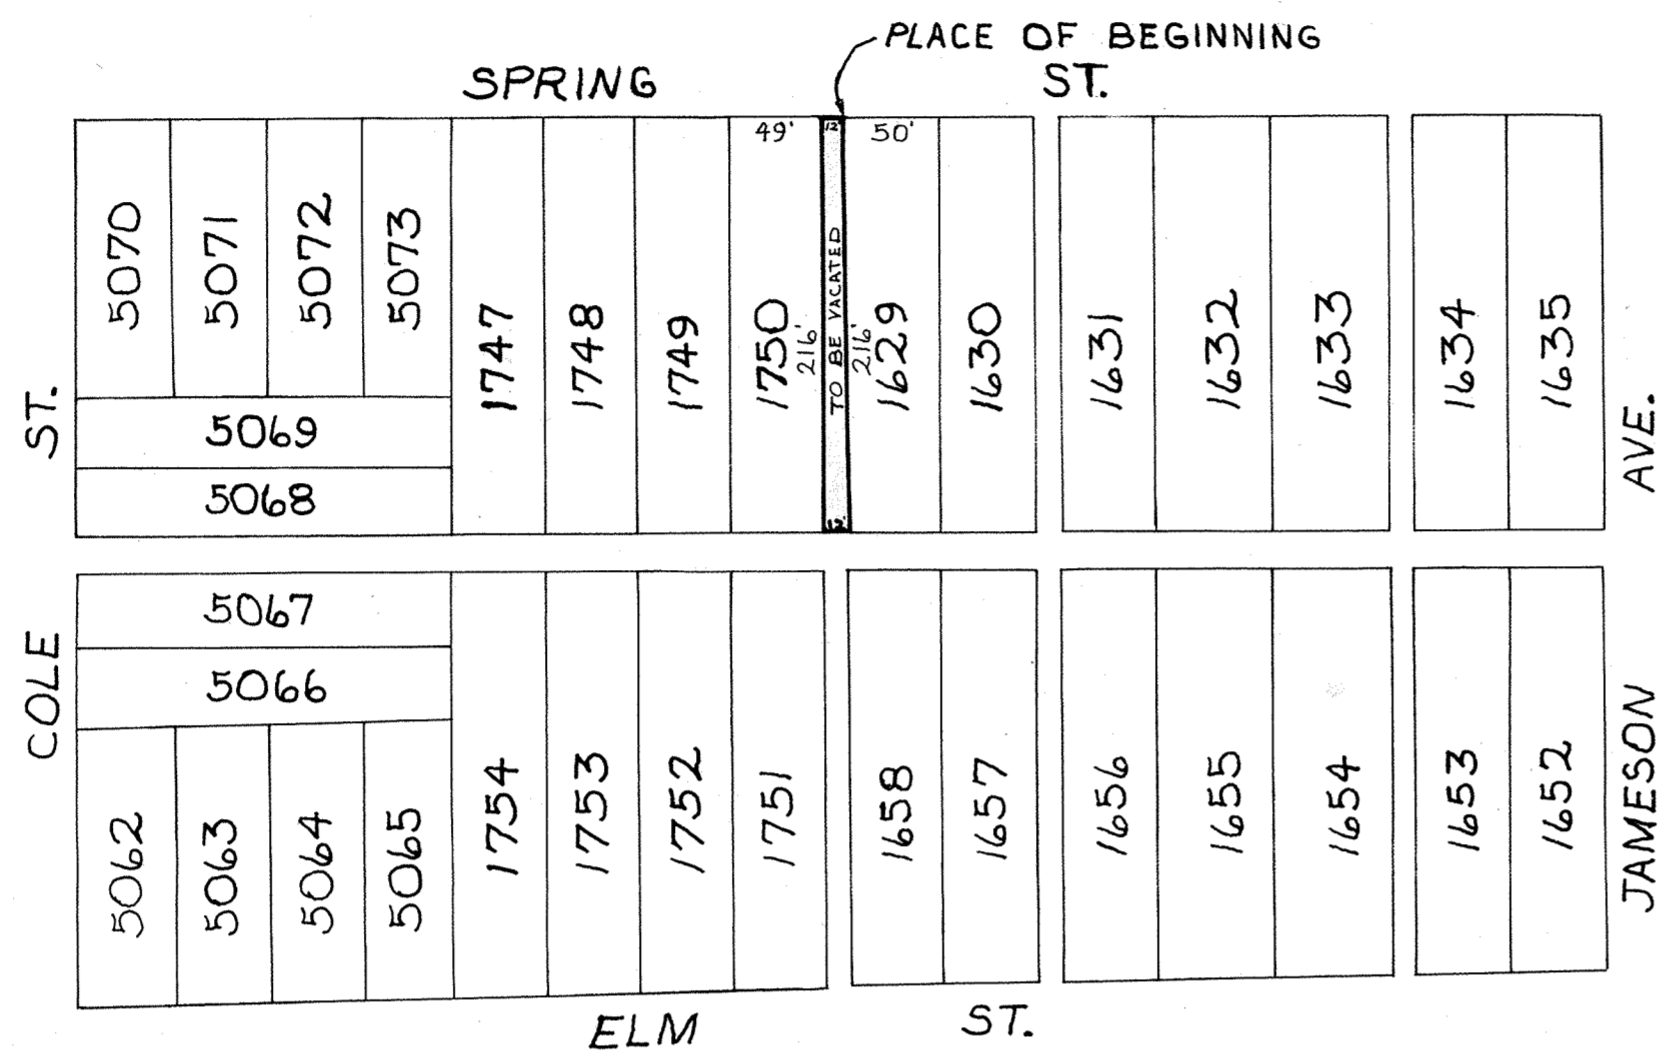 PLACE OF BEGINNING
SPRING ST.
49' 12' 50'
5070 5071 5072 5073 1747 1748 1749 1750 216' TO BE VACATED 216' 1629 1630 1631 1632 1633 1634 1635
5069
5068
12'
ST.
AVE.
5067
5066
5062 5063 5064 5065 1754 1753 1752 1751 1658 1657 1656 1655 1654 1653 1652
COLE
JAMESON
ELM ST.